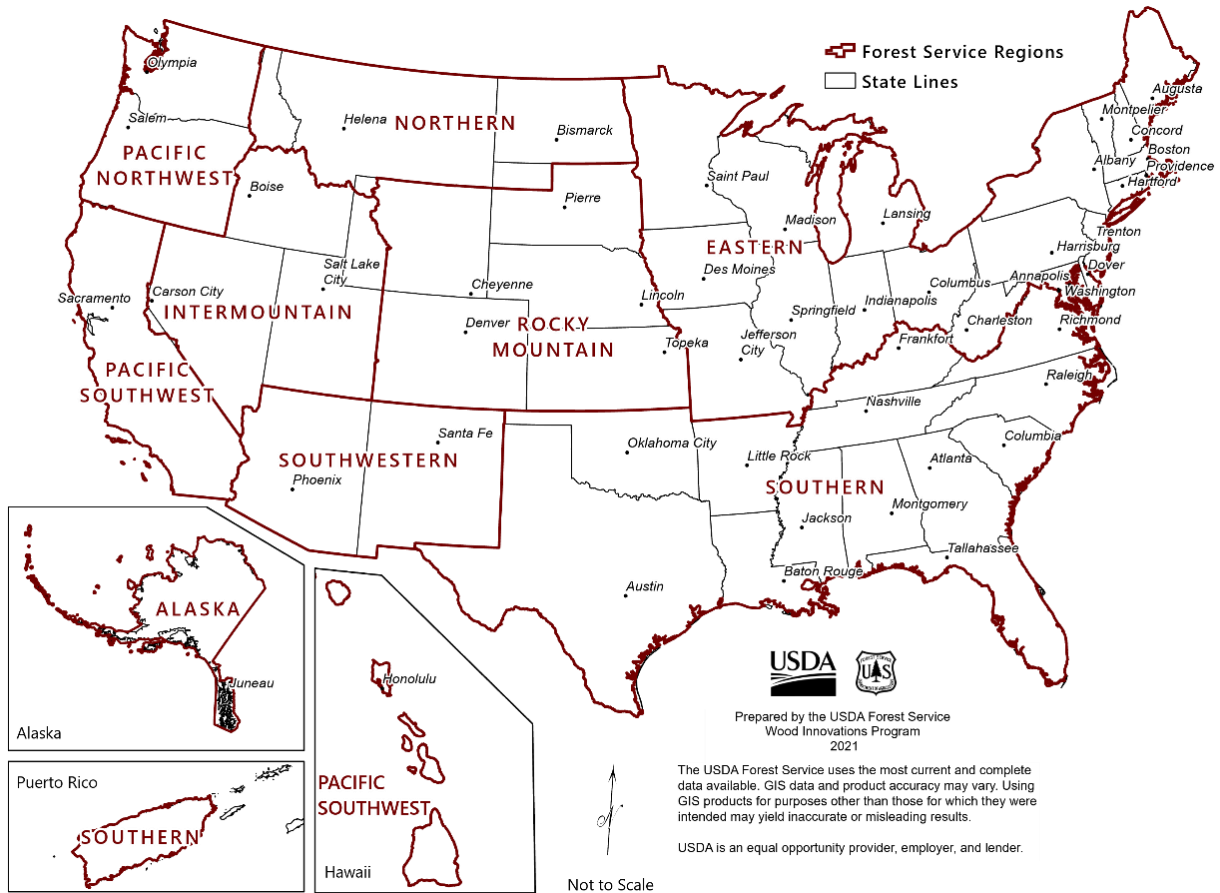 Forest Service Regions
State Lines
Olympia
Salem
PACIFIC
NORTHWEST
Helena
NORTHERN
Bismarck
Boise
Pierre
Saint Paul
Madison
Lansing
Augusta
Montpelier
Concord
Boston
Albany
Providence
Hartford
EASTERN
Trenton
Harrisburg
Dover
Annapolis
Washington
Salt Lake
City
Cheyenne
Des Moines
Lincoln
Columbus
Indianapolis
Springfield
Sacramento
Carson City
INTERMOUNTAIN
Denver
ROCKY
MOUNTAIN
Topeka
Jefferson
City
Charleston
Richmond
Frankfort
PACIFIC
SOUTHWEST
Raleigh
Nashville
Santa Fe
Oklahoma City
Columbia
SOUTHWESTERN
Phoenix
Little Rock
Atlanta
SOUTHERN
Montgomery
Jackson
Tallahassee
Baton Rouge
Austin
ALASKA
Juneau
Alaska
Honolulu
PACIFIC
SOUTHWEST
Hawaii
Puerto Rico
SOUTHERN
USDA
Prepared by the USDA Forest Service
Wood Innovations Program
2021
The USDA Forest Service uses the most current and complete
data available. GIS data and product accuracy may vary. Using
GIS products for purposes other than those for which they were
intended may yield inaccurate or misleading results.
USDA is an equal opportunity provider, employer, and lender.
Not to Scale